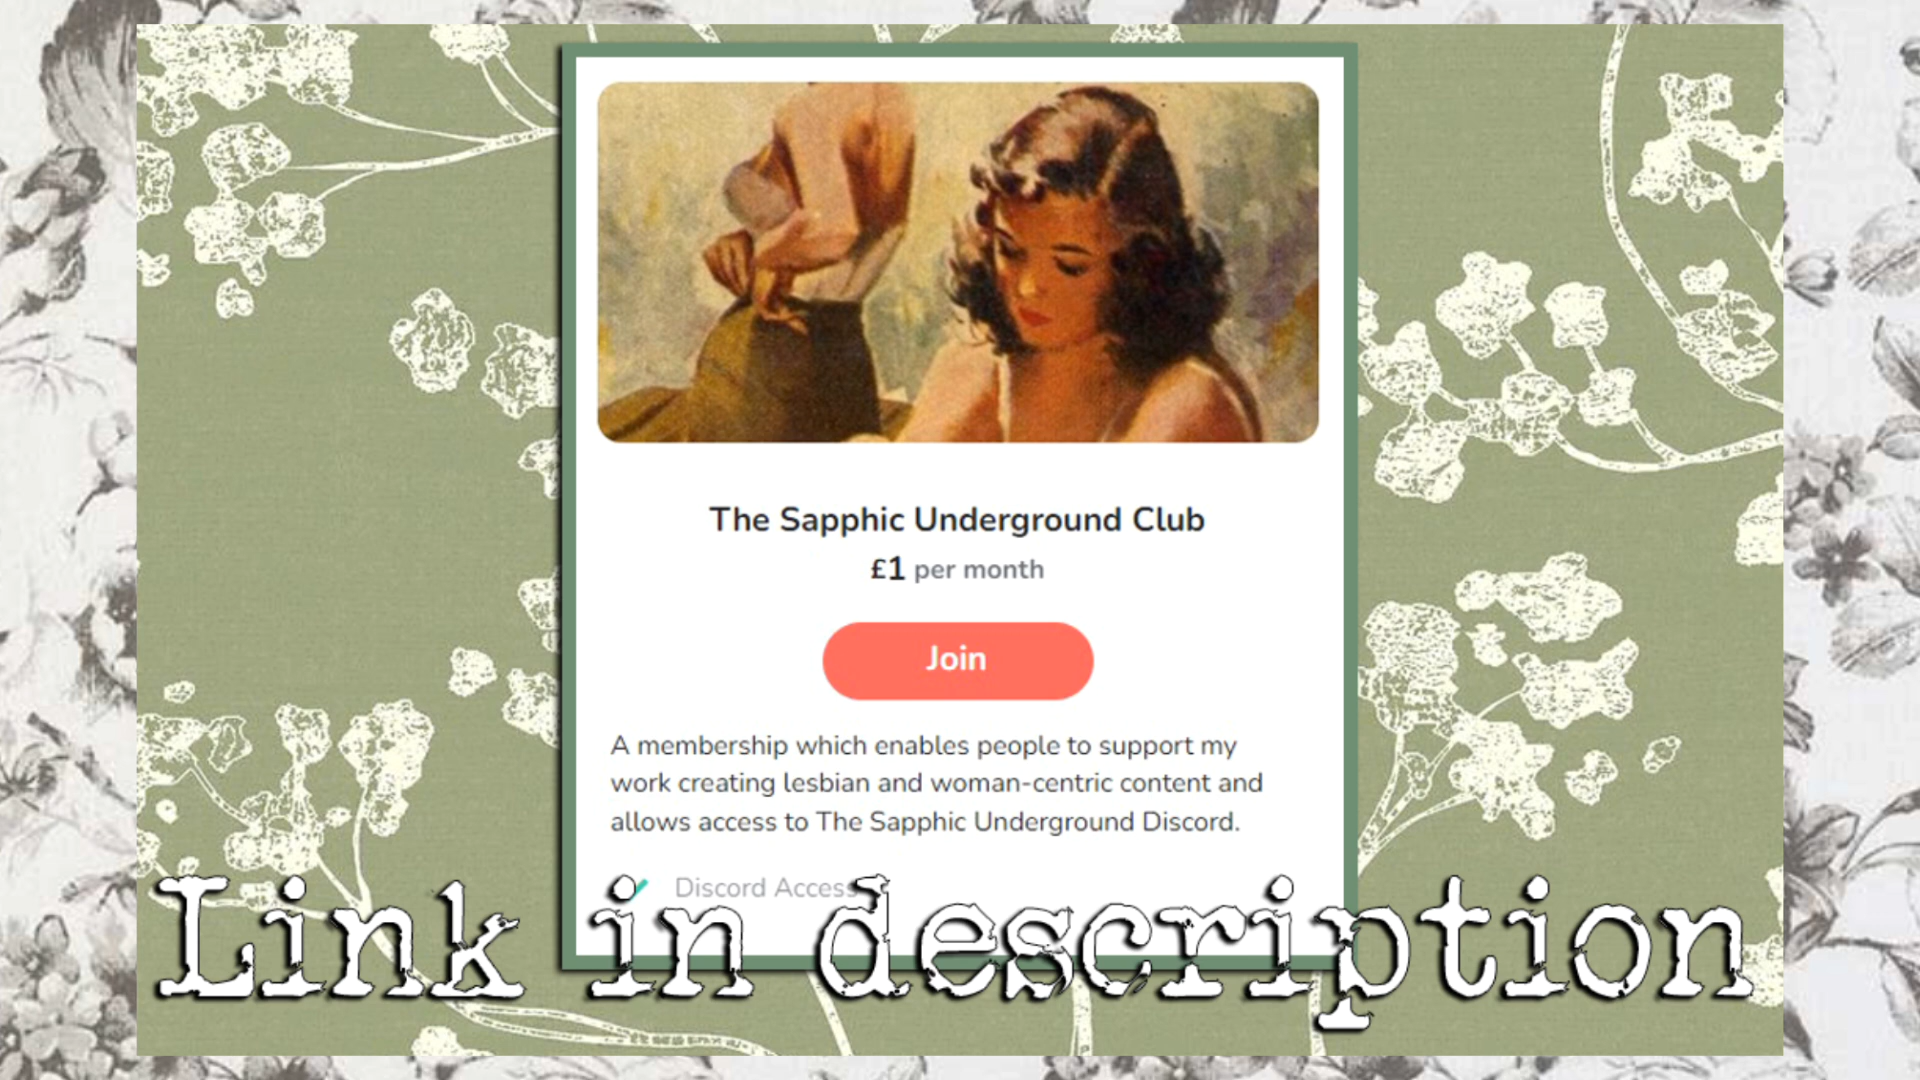 The Sapphic Underground Club
£1 per month
Join
A membership which enables people to support my
work creating lesbian and woman-centric content and
allows access to The Sapphic Underground Discord.
Discord Access
Link in description